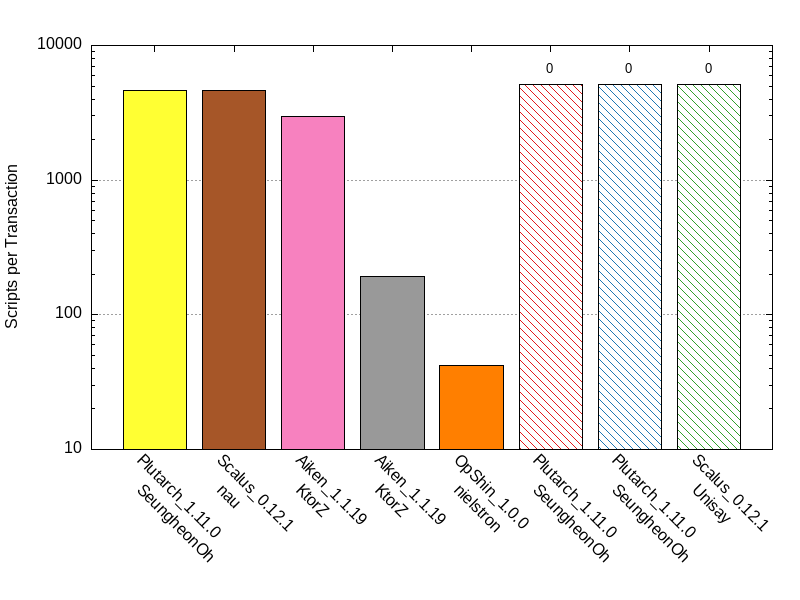 10000
0 0 0
1000
Scripts per Transaction
100
10
Plutarch_1.11.0
SeungheonOh
Scalus_0.12.1
nau
Aiken_1.1.19
KtorZ
Aiken_1.1.19
KtorZ
OpShin_1.0.0
nielstron
Plutarch_1.11.0
SeungheonOh
Plutarch_1.11.0
SeungheonOh
Scalus_0.12.1
Unisay